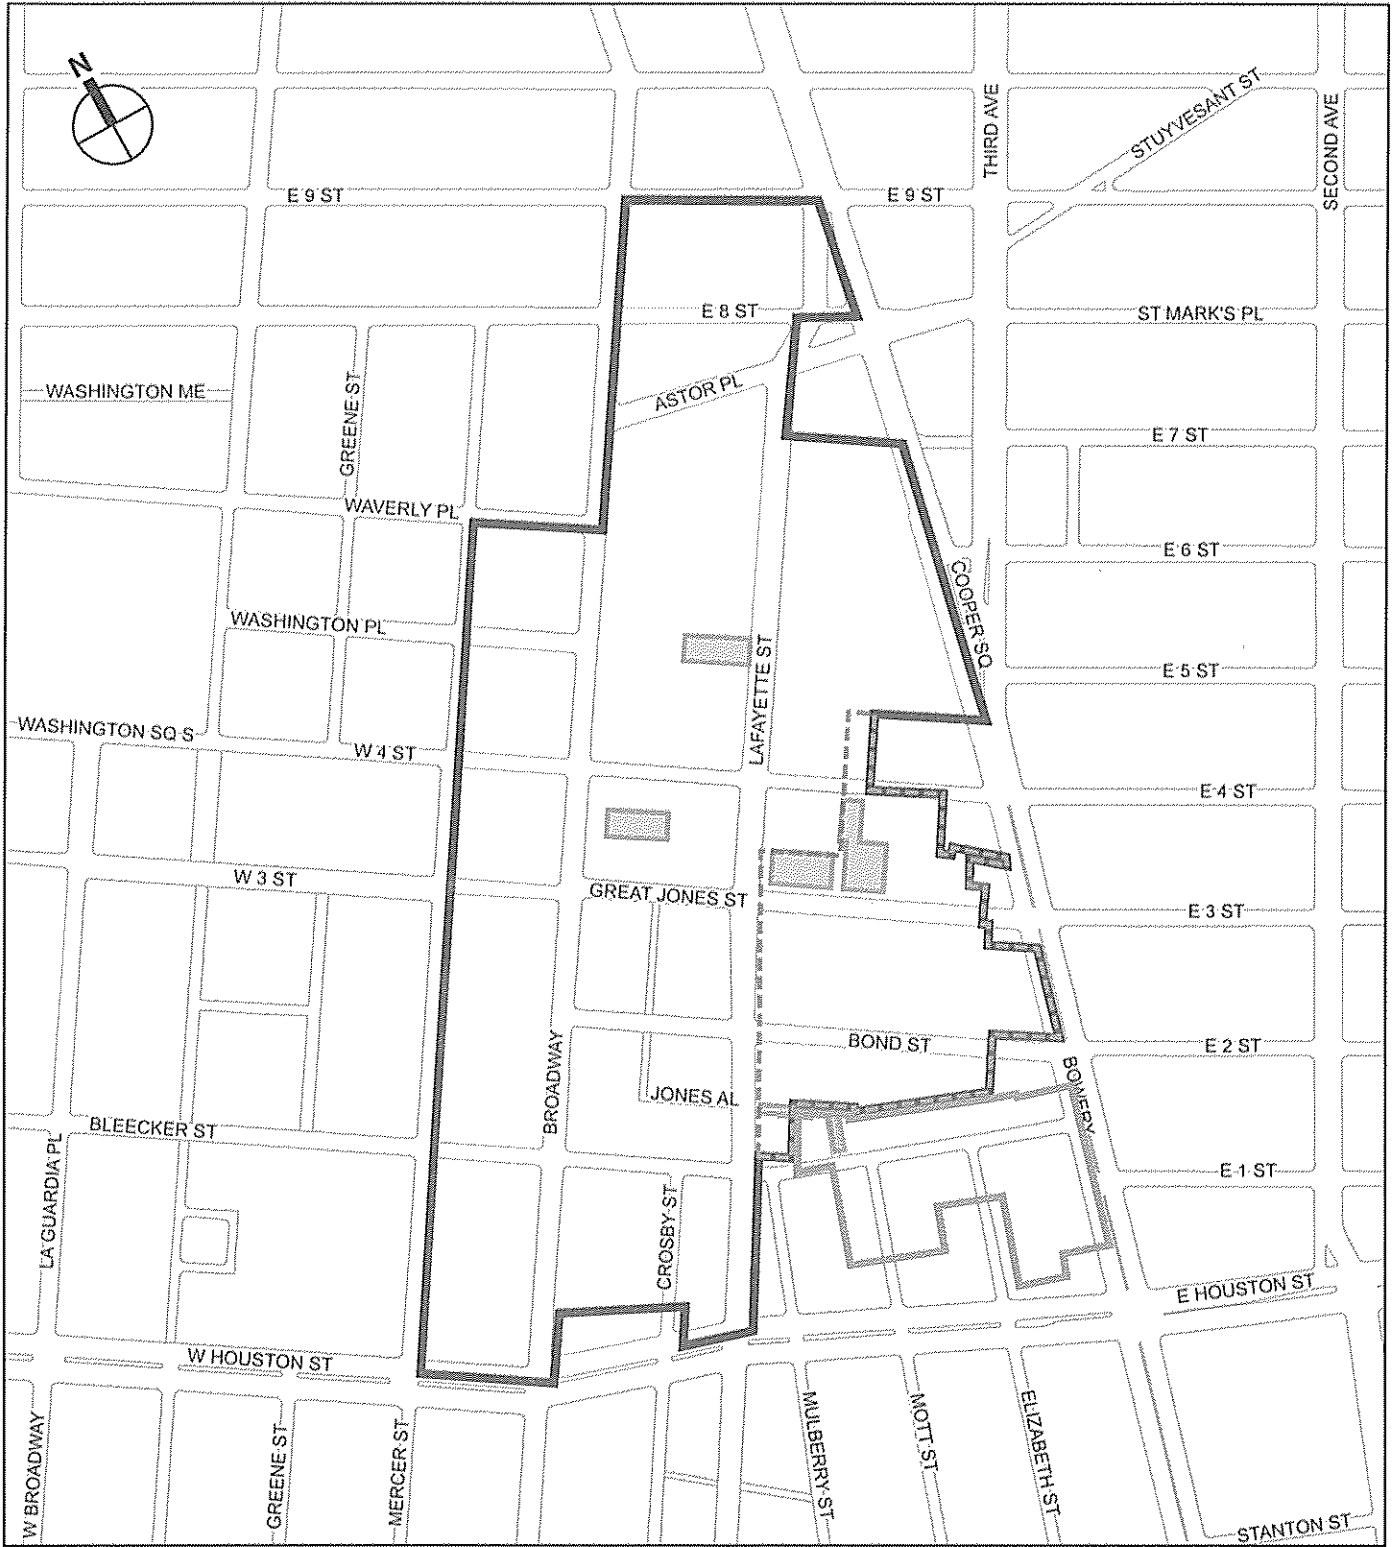 N
THIRD AVE
STUYVESANT ST
SECOND AVE
E 9 ST
E 9 ST
E 8 ST
ST MARK'S PL
WASHINGTON ME
GREENE ST
ASTOR PL
E 7 ST
WAVERLY PL
E 6 ST
COOPER SQ
WASHINGTON PL
LAFAYETTE ST
E 5 ST
WASHINGTON SQ S
W 4 ST
E 4 ST
W 3 ST
GREAT JONES ST
E 3 ST
BROADWAY
BOND ST
E 2 ST
BOWERY
JONES AL
BLEECKER ST
LA GUARDIA PL
CROSBY ST
E 1 ST
E HOUSTON ST
W HOUSTON ST
W BROADWAY
GREENE ST
MERCER ST
MULBERRY ST
MOTT ST
ELIZABETH ST
STANTON ST